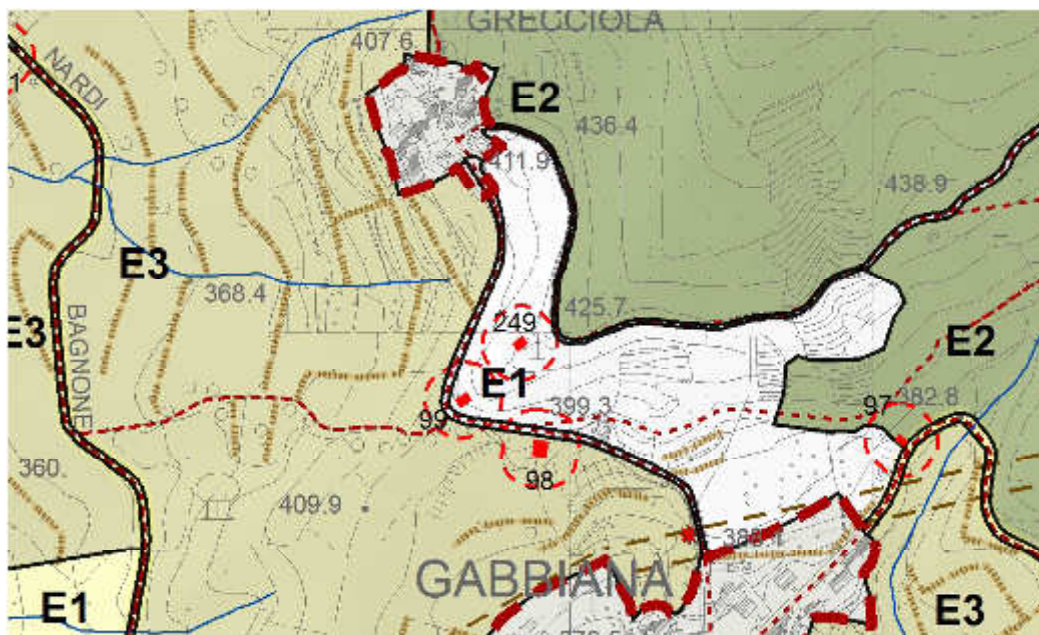 GRECCIOLA
407.6
NARDI
E2
436.4
411.9
438.9
E3
368.4
425.7
249
E3
BAGNONE
E2
E1
382.8
97
99
399.3
360.
98
409.9
GABBIANA
E1
E3